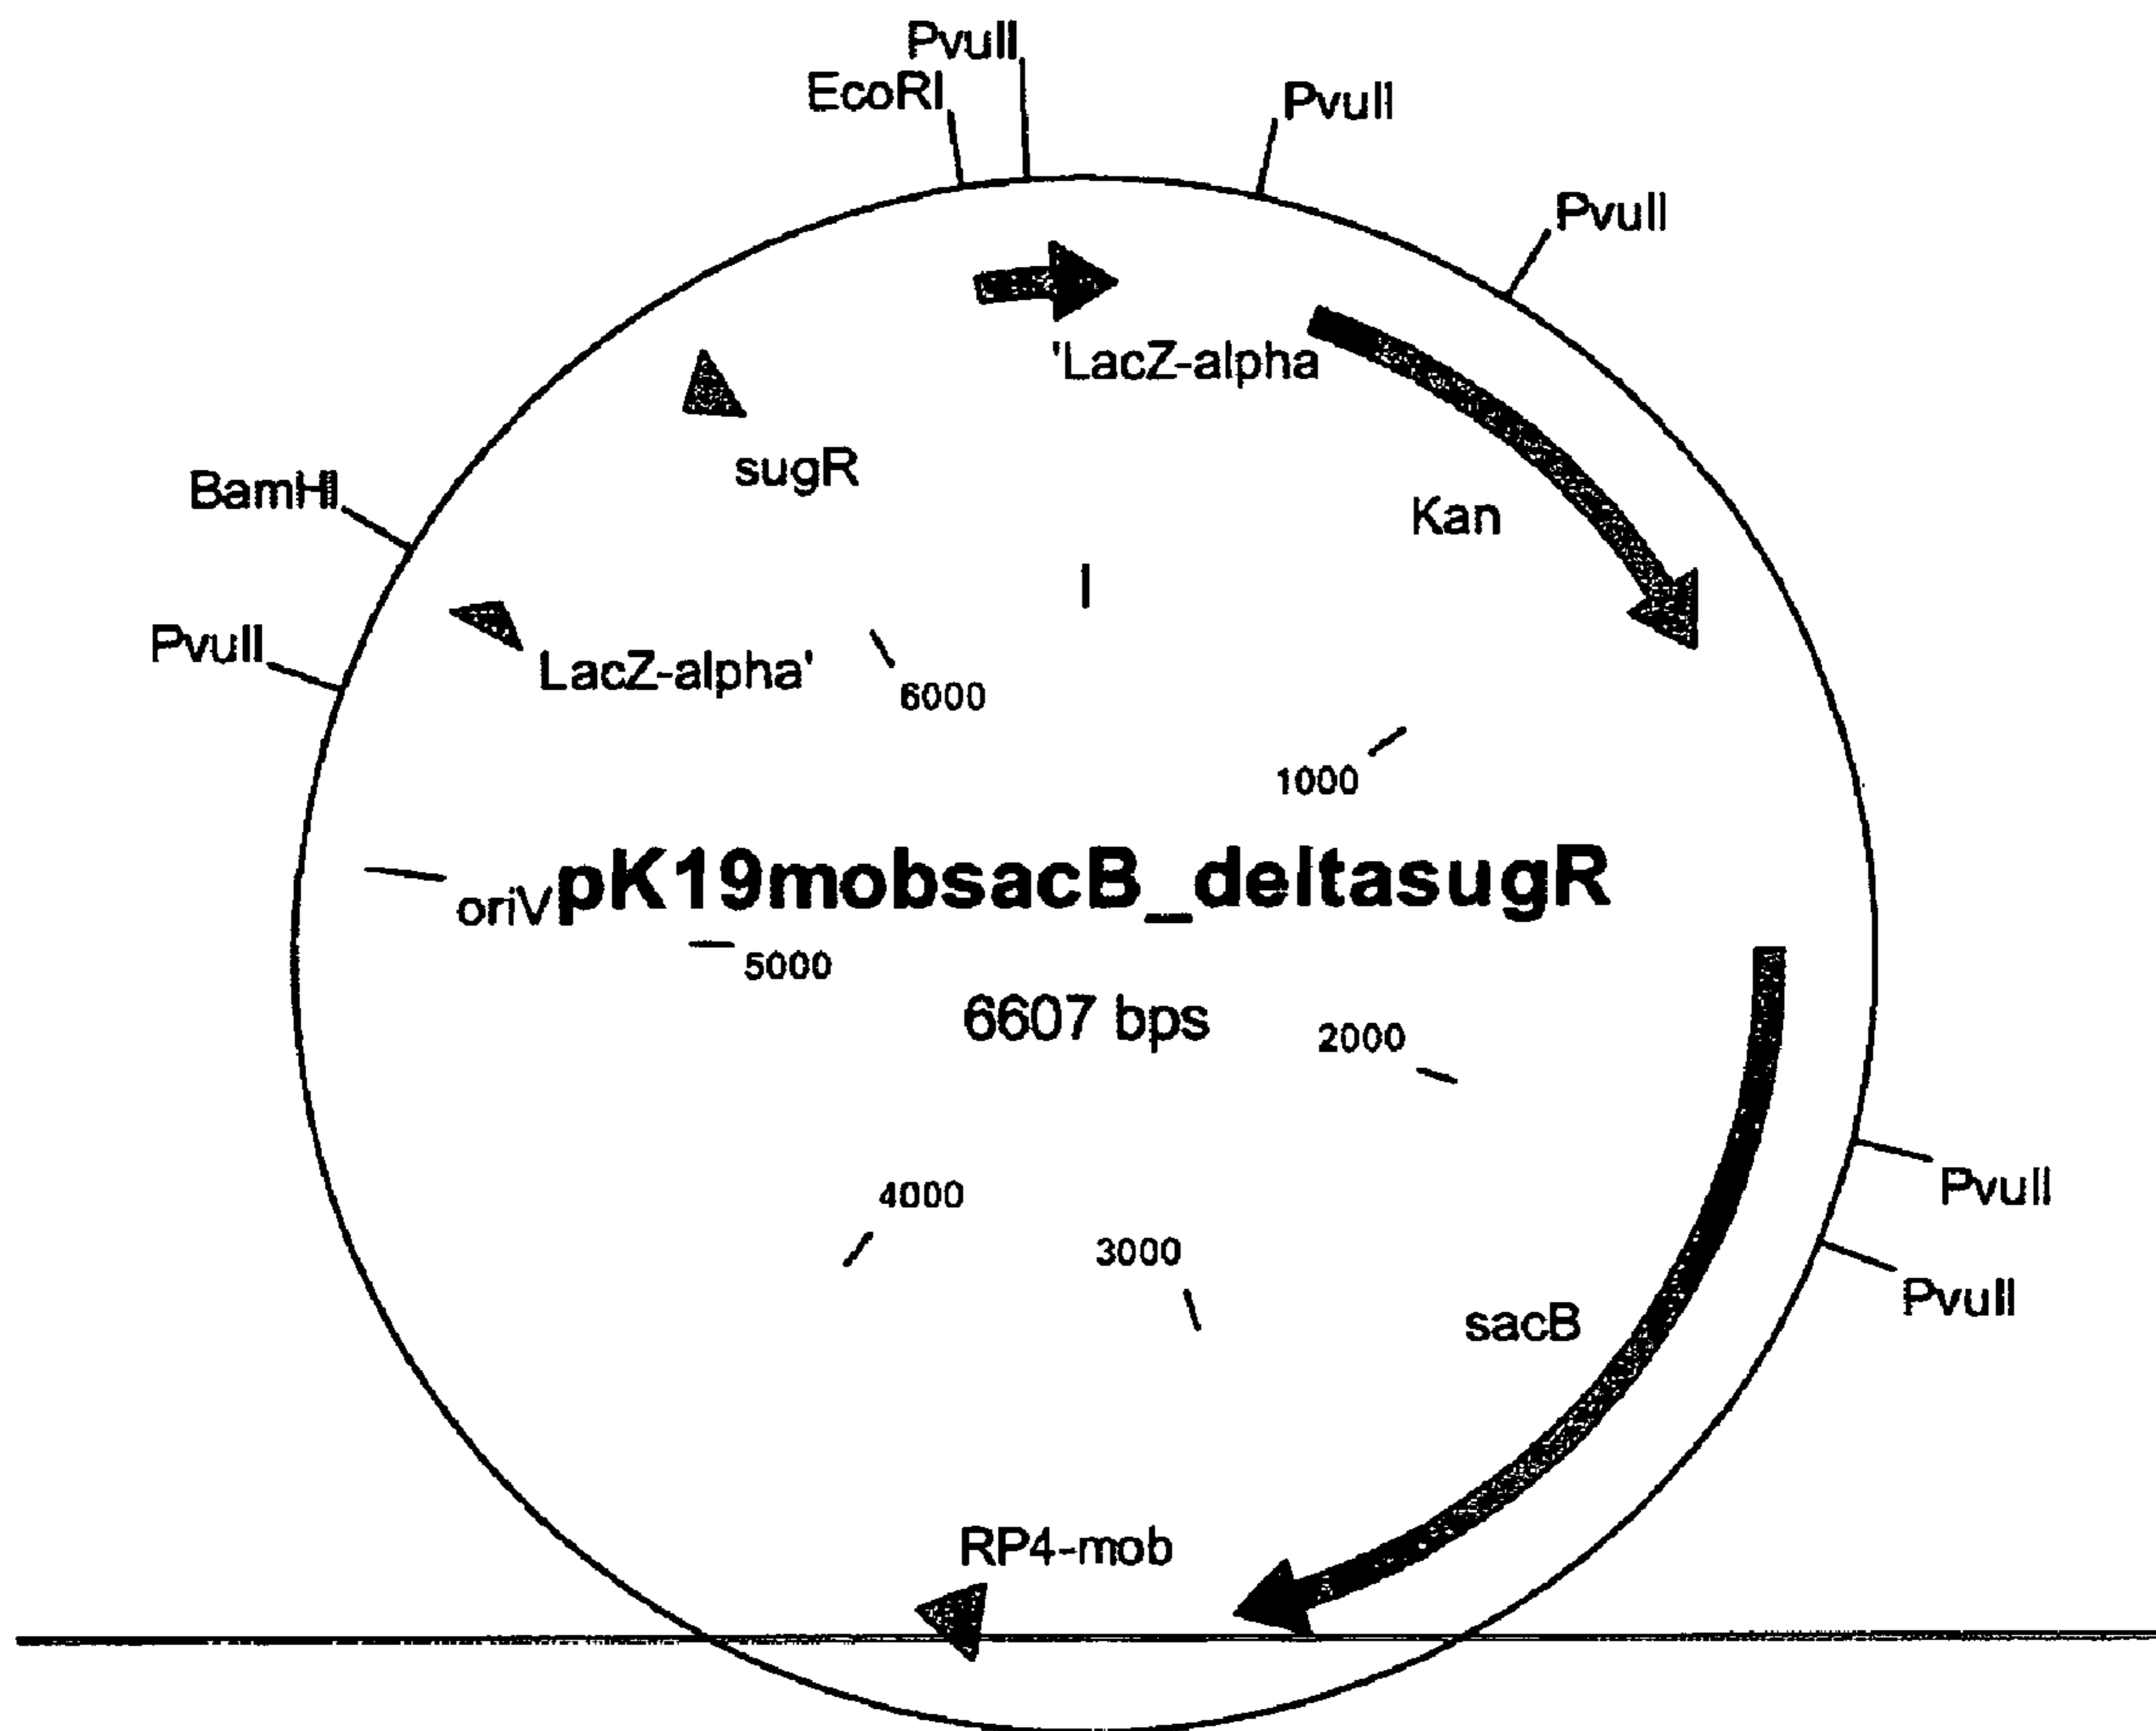 PvuII
EcoRI
PvuII
PvuII
'LacZ-alpha
sugR
BamHI
Kan
PvuII
LacZ-alpha'
6000
1000
oriV
pK19mobsacB_deltasugR
5000
6607 bps
2000
PvuII
4000
3000
PvuII
sacB
RP4-mob